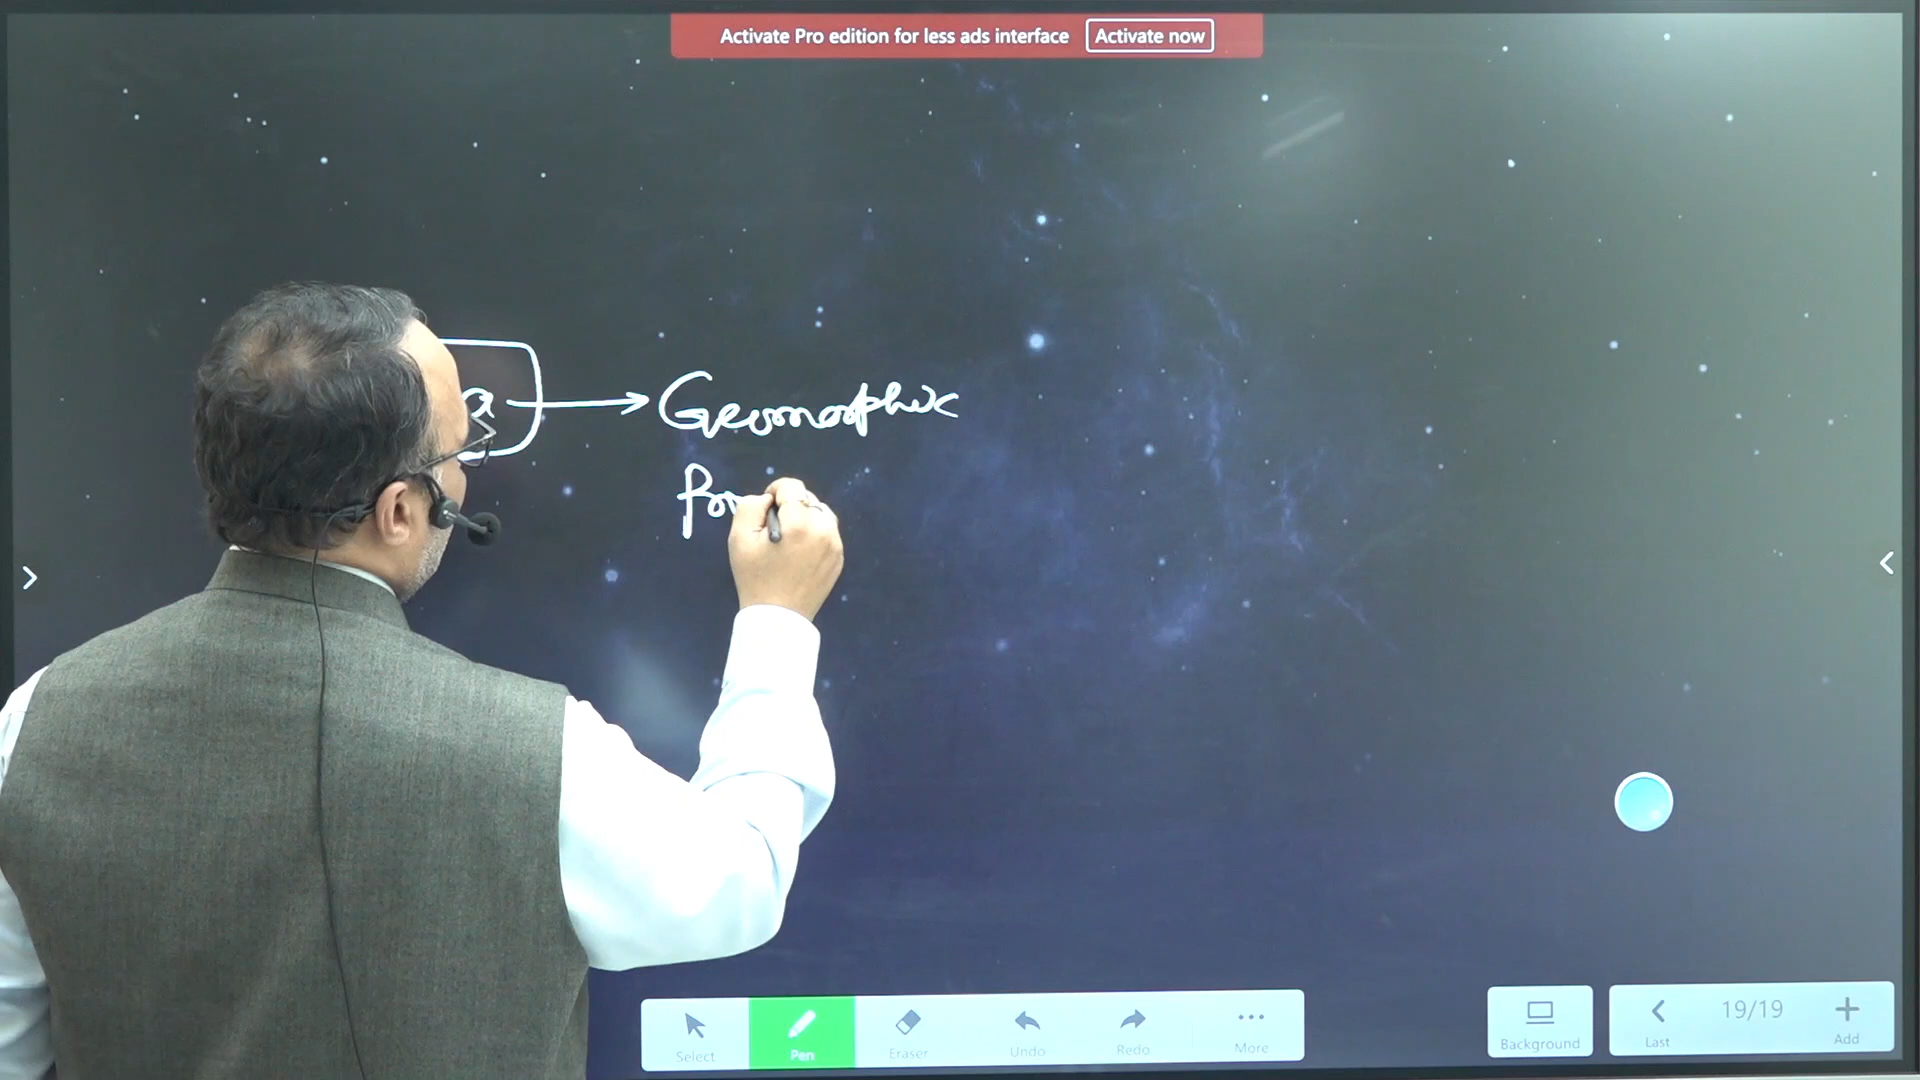 Activate Pro edition for less ads interface Activate now
a → Geomorphic
Pro
Select Pen Eraser Undo Redo More
Background
Last 19/19 Add